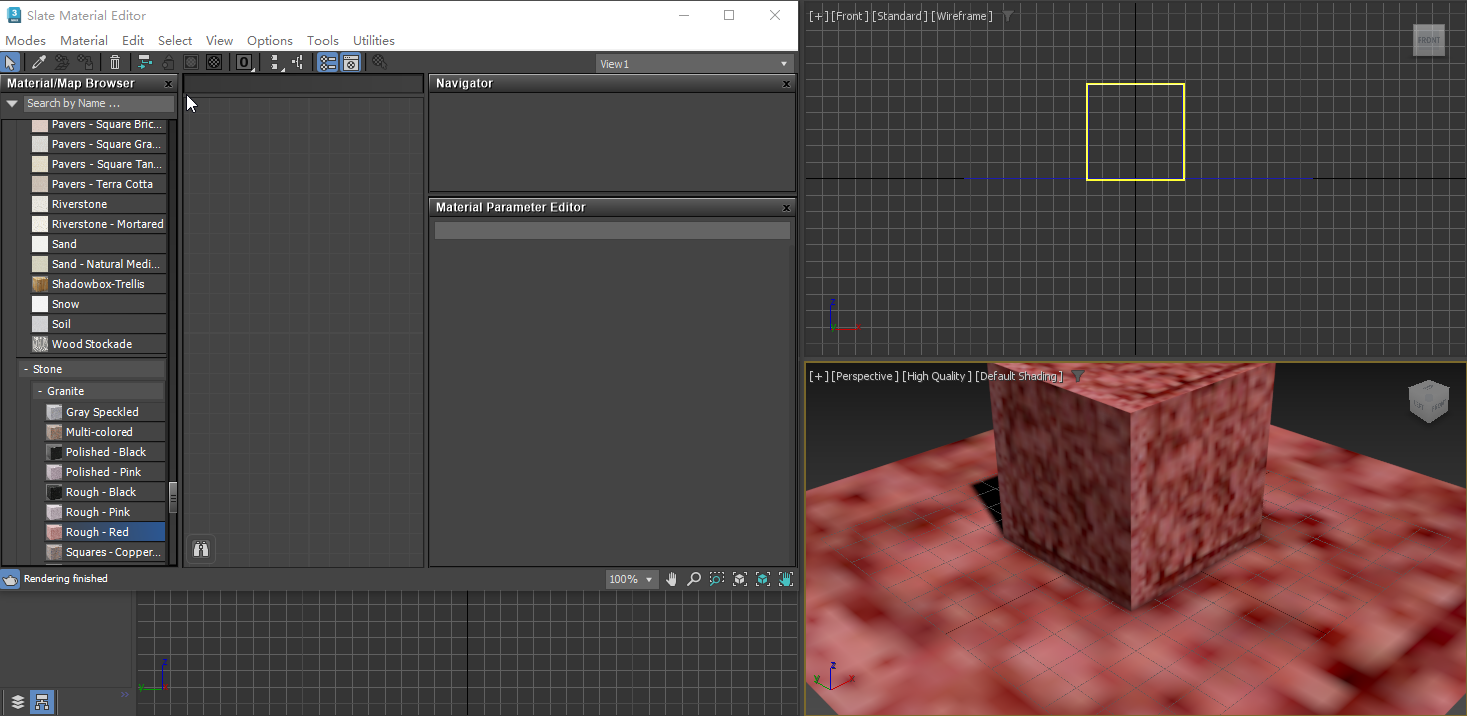 Slate Material Editor
Modes Material Edit Select View Options Tools Utilities
View1
Material/Map Browser
Search by Name ...
Pavers - Square Bric...
Pavers - Square Gra...
Pavers - Square Tan...
Pavers - Terra Cotta
Riverstone
Riverstone - Mortared
Sand
Sand - Natural Medi...
Shadowbox-Trellis
Snow
Soil
Wood Stockade
- Stone
- Granite
Gray Speckled
Multi-colored
Polished - Black
Polished - Pink
Rough - Black
Rough - Pink
Rough - Red
Squares - Copper...
Navigator
Material Parameter Editor
Rendering finished
100%
z
y
[+] [Front ] [Standard ] [Wireframe ]
FRONT
z
y
x
[+] [Perspective ] [High Quality ] [Default Shading ]
z
y
x